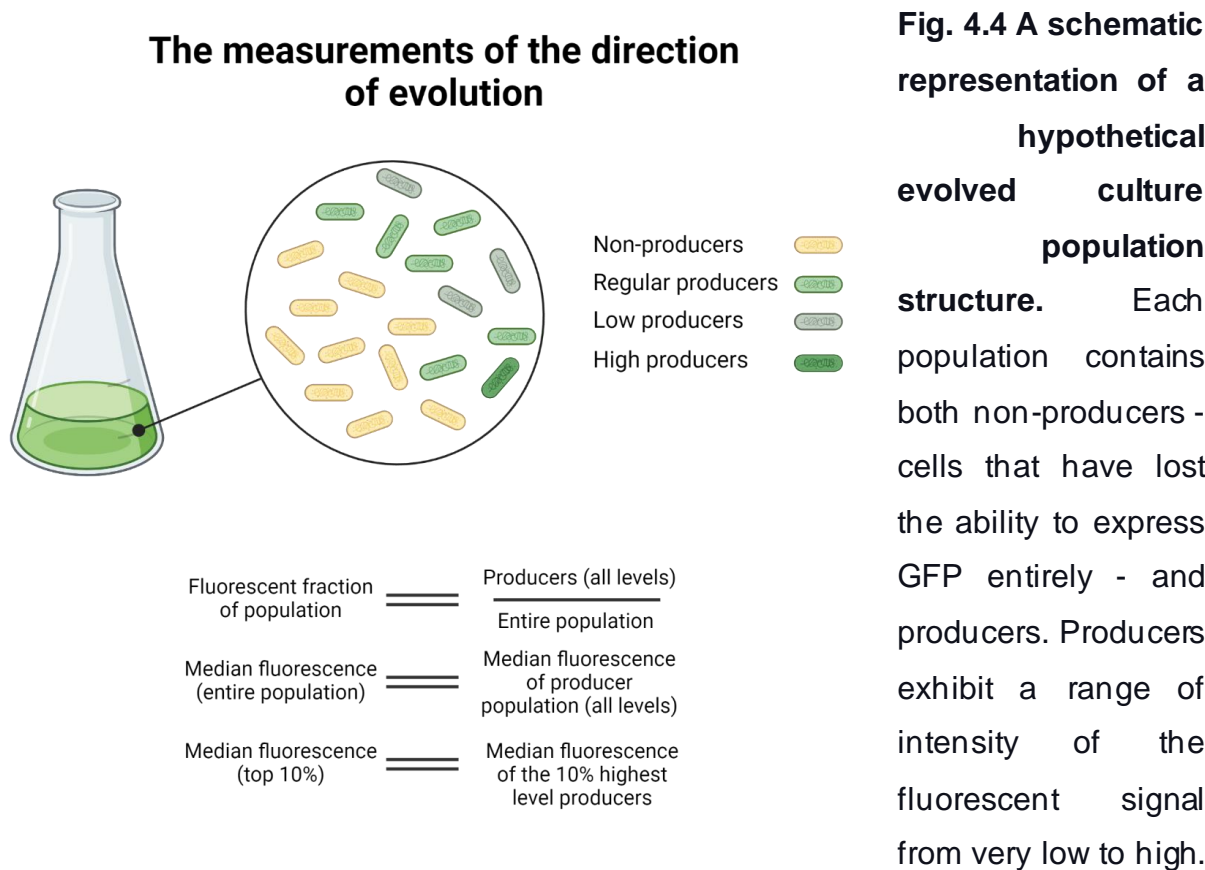 The measurements of the direction
of evolution
Non-producers
Regular producers
Low producers
High producers
Fluorescent fraction
of population
Producers (all levels)
Entire population
Median fluorescence
(entire population)
Median fluorescence
of producer
population (all levels)
Median fluorescence
(top 10%)
Median fluorescence
of the 10% highest
level producers
Fig. 4.4 A schematic
representation of a
hypothetical
evolved culture
population
structure. Each
population contains
both non-producers -
cells that have lost
the ability to express
GFP entirely - and
producers. Producers
exhibit a range of
intensity of the
fluorescent signal
from very low to high.